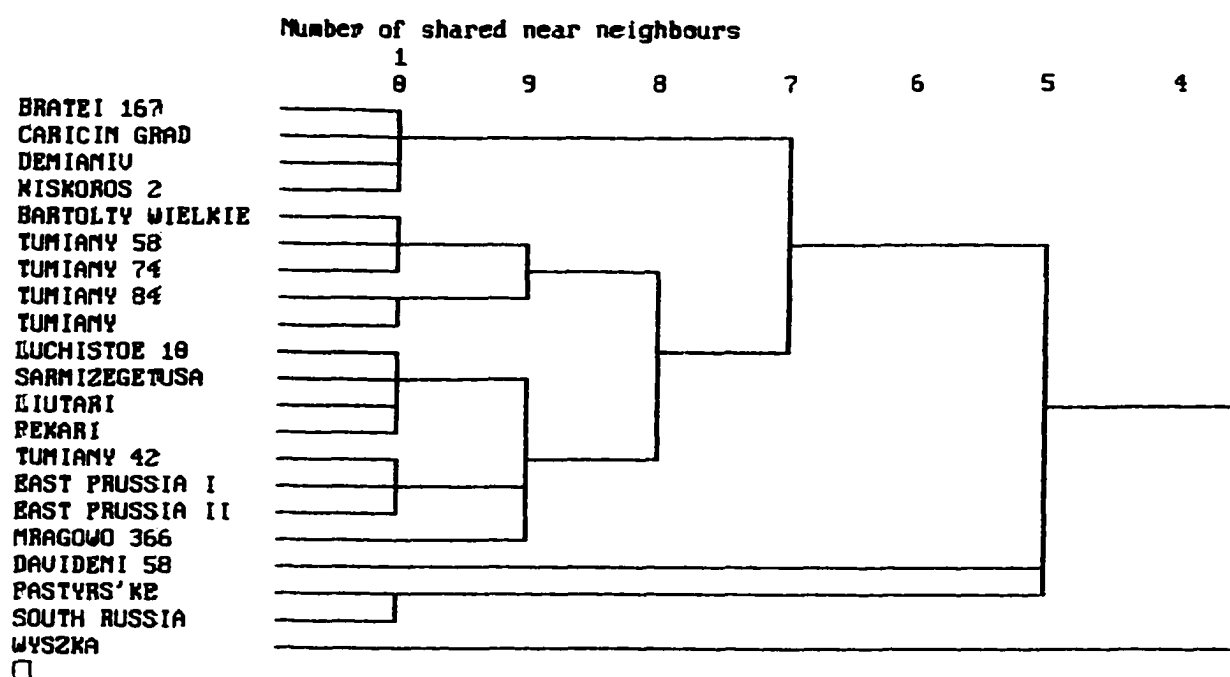 Number of shared near neighbours
1
0 9 8 7 6 5 4
BRATEI 167
CARICIN GRAD
DEMIANIV
KISKOROS 2
BARTOLTY WIELKIE
TUMIANY 58
TUMIANY 74
TUMIANY 84
TUMIANY
LUCHISTOE 18
SARMIZEGETUSA
LIUTARI
PEKARI
TUMIANY 42
EAST PRUSSIA I
EAST PRUSSIA II
MRAGOWO 366
DAVIDENI 58
PASTYRS'KE
SOUTH RUSSIA
WYSZKA